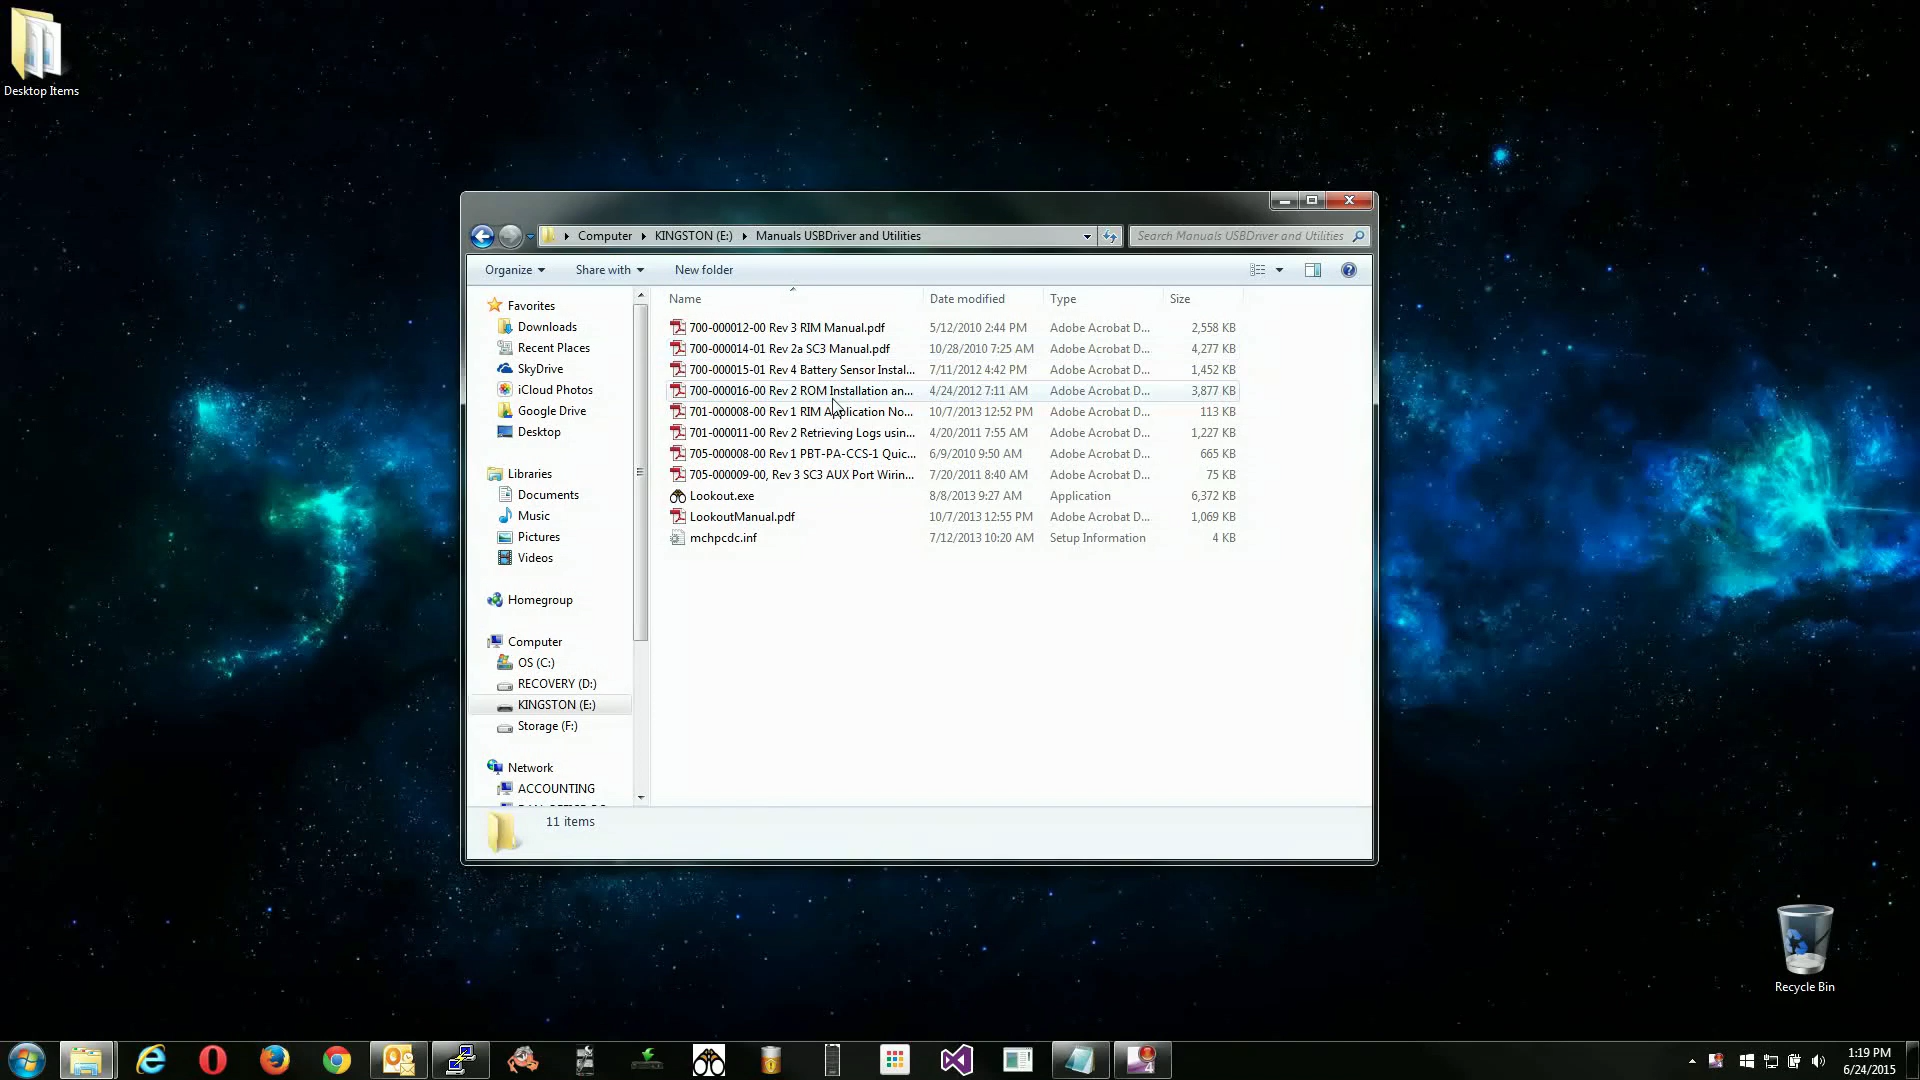 Desktop Items
Computer KINGSTON (E:) Manuals USBDriver and Utilities
Search Manuals USBDriver and Utilities
Organize Share with New folder
Favorites
Downloads
Recent Places
SkyDrive
iCloud Photos
Google Drive
Desktop
Libraries
Documents
Music
Pictures
Videos
Homegroup
Computer
OS (C:)
RECOVERY (D:)
KINGSTON (E:)
Storage (F:)
Network
ACCOUNTING
Name Date modified Type Size
700-000012-00 Rev 3 RIM Manual.pdf 5/12/2010 2:44 PM Adobe Acrobat D... 2,558 KB
700-000014-01 Rev 2a SC3 Manual.pdf 10/28/2010 7:25 AM Adobe Acrobat D... 4,277 KB
700-000015-01 Rev 4 Battery Sensor Instal... 7/11/2012 4:42 PM Adobe Acrobat D... 1,452 KB
700-000016-00 Rev 2 ROM Installation an... 4/24/2012 7:11 AM Adobe Acrobat D... 3,877 KB
701-000008-00 Rev 1 RIM Application No... 10/7/2013 12:52 PM Adobe Acrobat D... 113 KB
701-000011-00 Rev 2 Retrieving Logs usin... 4/20/2011 7:55 AM Adobe Acrobat D... 1,227 KB
705-000008-00 Rev 1 PBT-PA-CCS-1 Quic... 6/9/2010 9:50 AM Adobe Acrobat D... 665 KB
705-000009-00, Rev 3 SC3 AUX Port Wirin... 7/20/2011 8:40 AM Adobe Acrobat D... 75 KB
Lookout.exe 8/8/2013 9:27 AM Application 6,372 KB
LookoutManual.pdf 10/7/2013 12:55 PM Adobe Acrobat D... 1,069 KB
mchpcdc.inf 7/12/2013 10:20 AM Setup Information 4 KB
11 items
Recycle Bin
4
1:19 PM
6/24/2015